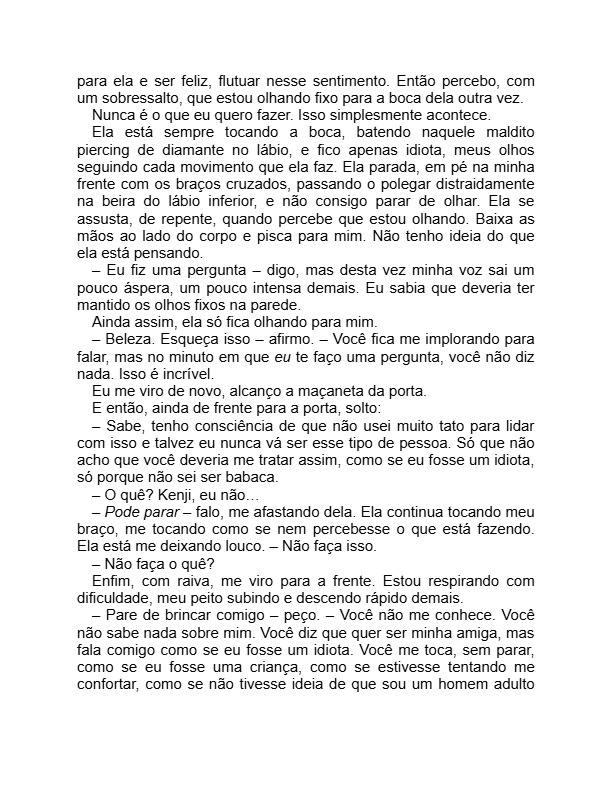 para ela e ser feliz, flutuar nesse sentimento. Então percebo, com
um sobressalto, que estou olhando fixo para a boca dela outra vez.
Nunca é o que eu quero fazer. Isso simplesmente acontece.
Ela está sempre tocando a boca, batendo naquele maldito
piercing de diamante no lábio, e fico apenas idiota, meus olhos
seguindo cada movimento que ela faz. Ela parada, em pé na minha
frente com os braços cruzados, passando o polegar distraidamente
na beira do lábio inferior, e não consigo parar de olhar. Ela se
assusta, de repente, quando percebe que estou olhando. Baixa as
mãos ao lado do corpo e pisca para mim. Não tenho ideia do que
ela está pensando.
– Eu fiz uma pergunta – digo, mas desta vez minha voz sai um
pouco áspera, um pouco intensa demais. Eu sabia que deveria ter
mantido os olhos fixos na parede.
Ainda assim, ela só fica olhando para mim.
– Beleza. Esqueça isso – afirmo. – Você fica me implorando para
falar, mas no minuto em que eu te faço uma pergunta, você não diz
nada. Isso é incrível.
Eu me viro de novo, alcanço a maçaneta da porta.
E então, ainda de frente para a porta, solto:
– Sabe, tenho consciência de que não usei muito tato para lidar
com isso e talvez eu nunca vá ser esse tipo de pessoa. Só que não
acho que você deveria me tratar assim, como se eu fosse um idiota,
só porque não sei ser babaca.
– O quê? Kenji, eu não…
– Pode parar – falo, me afastando dela. Ela continua tocando meu
braço, me tocando como se nem percebesse o que está fazendo.
Ela está me deixando louco. – Não faça isso.
– Não faça o quê?
Enfim, com raiva, me viro para a frente. Estou respirando com
dificuldade, meu peito subindo e descendo rápido demais.
– Pare de brincar comigo – peço. – Você não me conhece. Você
não sabe nada sobre mim. Você diz que quer ser minha amiga, mas
fala comigo como se eu fosse um idiota. Você me toca, sem parar,
como se eu fosse uma criança, como se estivesse tentando me
confortar, como se não tivesse ideia de que sou um homem adulto